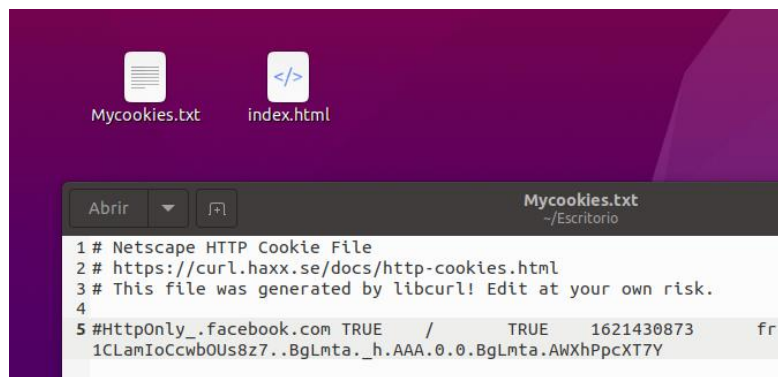 Mycookies.txt
</>
index.html
Abrir
Mycookies.txt
~/Escritorio
1 # Netscape HTTP Cookie File
2 # https://curl.haxx.se/docs/http-cookies.html
3 # This file was generated by libcurl! Edit at your own risk.
4
5 #HttpOnly_.facebook.com TRUE / TRUE 1621430873 fr
1CLamIoCcwbOUs8z7..BgLmta._h.AAA.0.0.BgLmta.AWXhPpcXT7Y